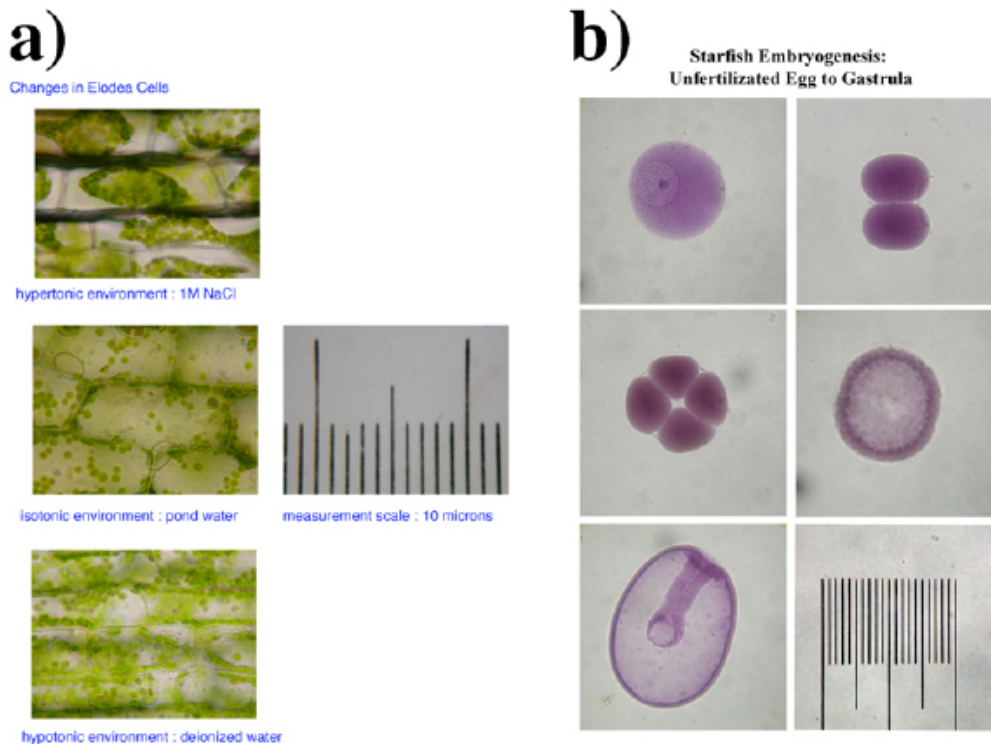 a)
Changes in Elodea Cells
hypertonic environment : 1M NaCl
isotonic environment : pond water
measurement scale : 10 microns
hypotonic environment : deionized water
b)
Starfish Embryogenesis:
Unfertilizated Egg to Gastrula